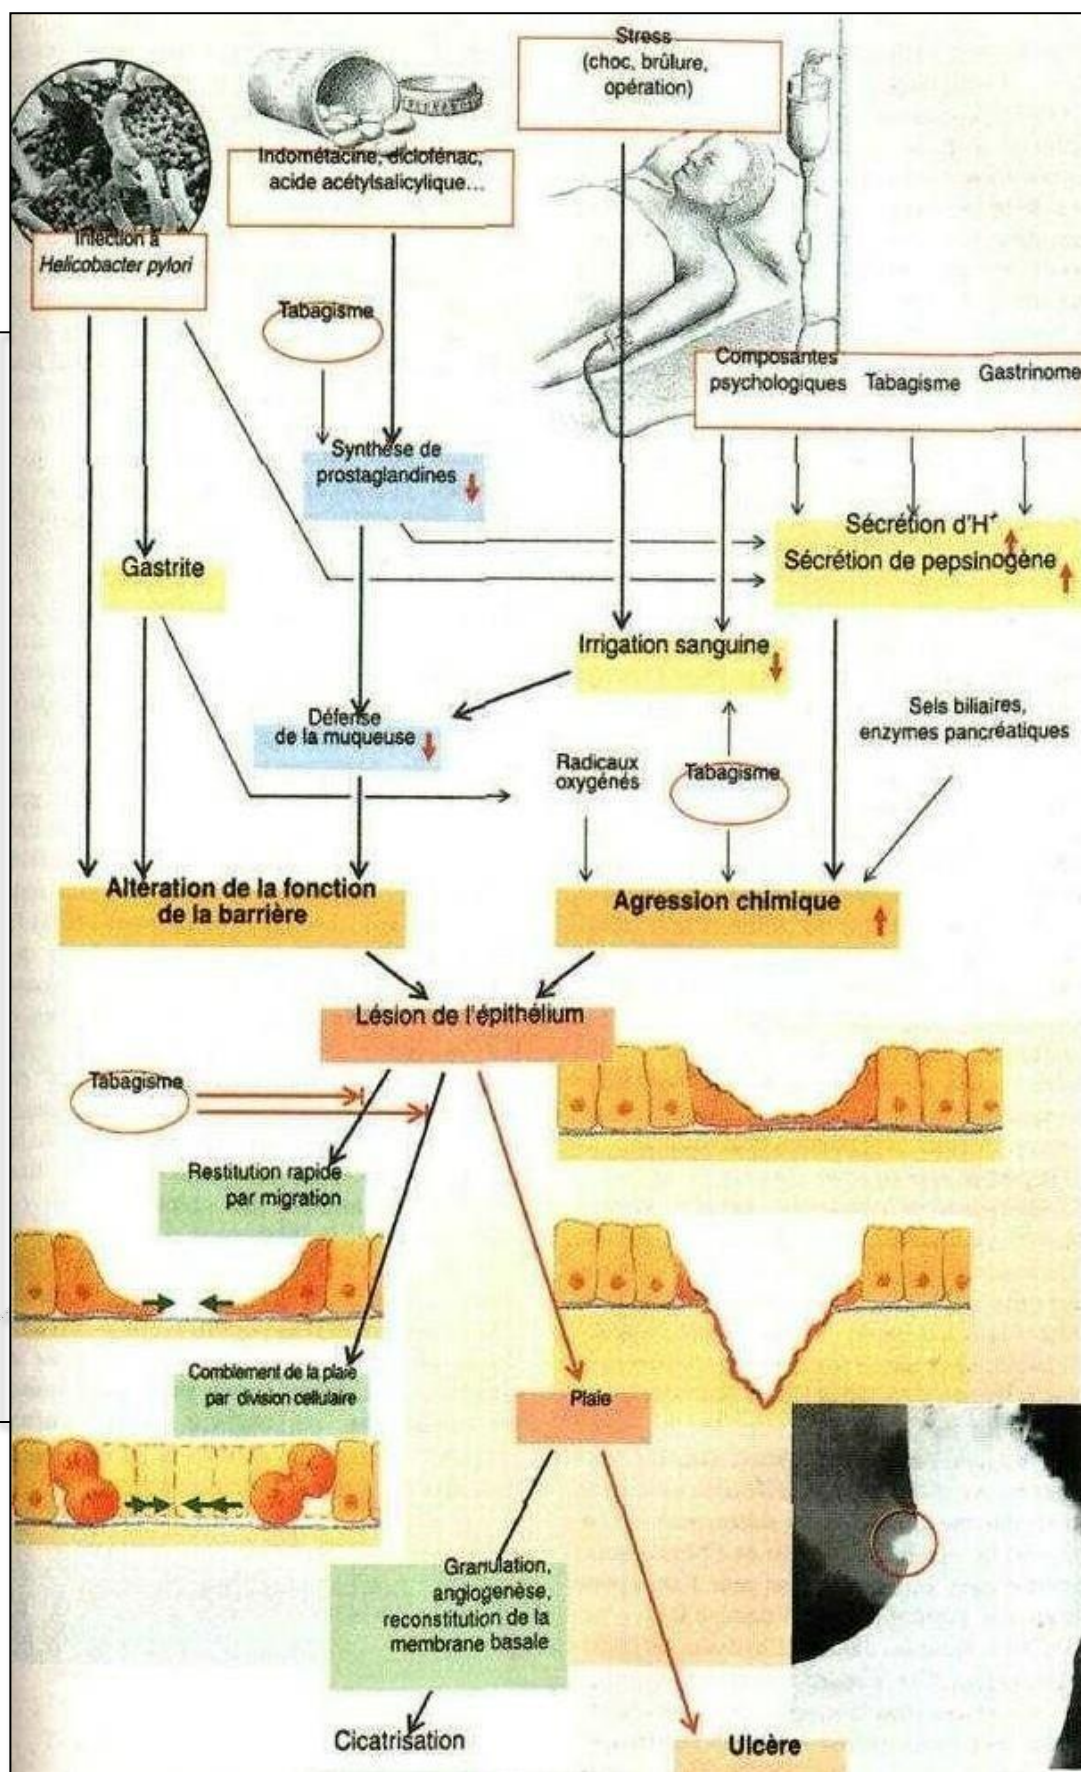 Stress
(choc, brûlure,
opération)
Indométacine, diclofénac,
acide acétylsalicylique...
Infection à
Helicobacter pylori
Tabagisme
Composantes
psychologiques
Tabagisme
Gastrinome
Synthèse de
prostaglandines
Sécrétion d'H⁺
Sécrétion de pepsinogène
Gastrite
Irrigation sanguine
Défense
de la muqueuse
Sels biliaires,
enzymes pancréatiques
Radicaux
oxygénés
Tabagisme
Altération de la fonction
de la barrière
Agression chimique
Lésion de l'épithélium
Tabagisme
Restitution rapide
par migration
Comblement de la plaie
par division cellulaire
Plaie
Granulation,
angiogenèse,
reconstitution de la
membrane basale
Cicatrisation
Ulcère